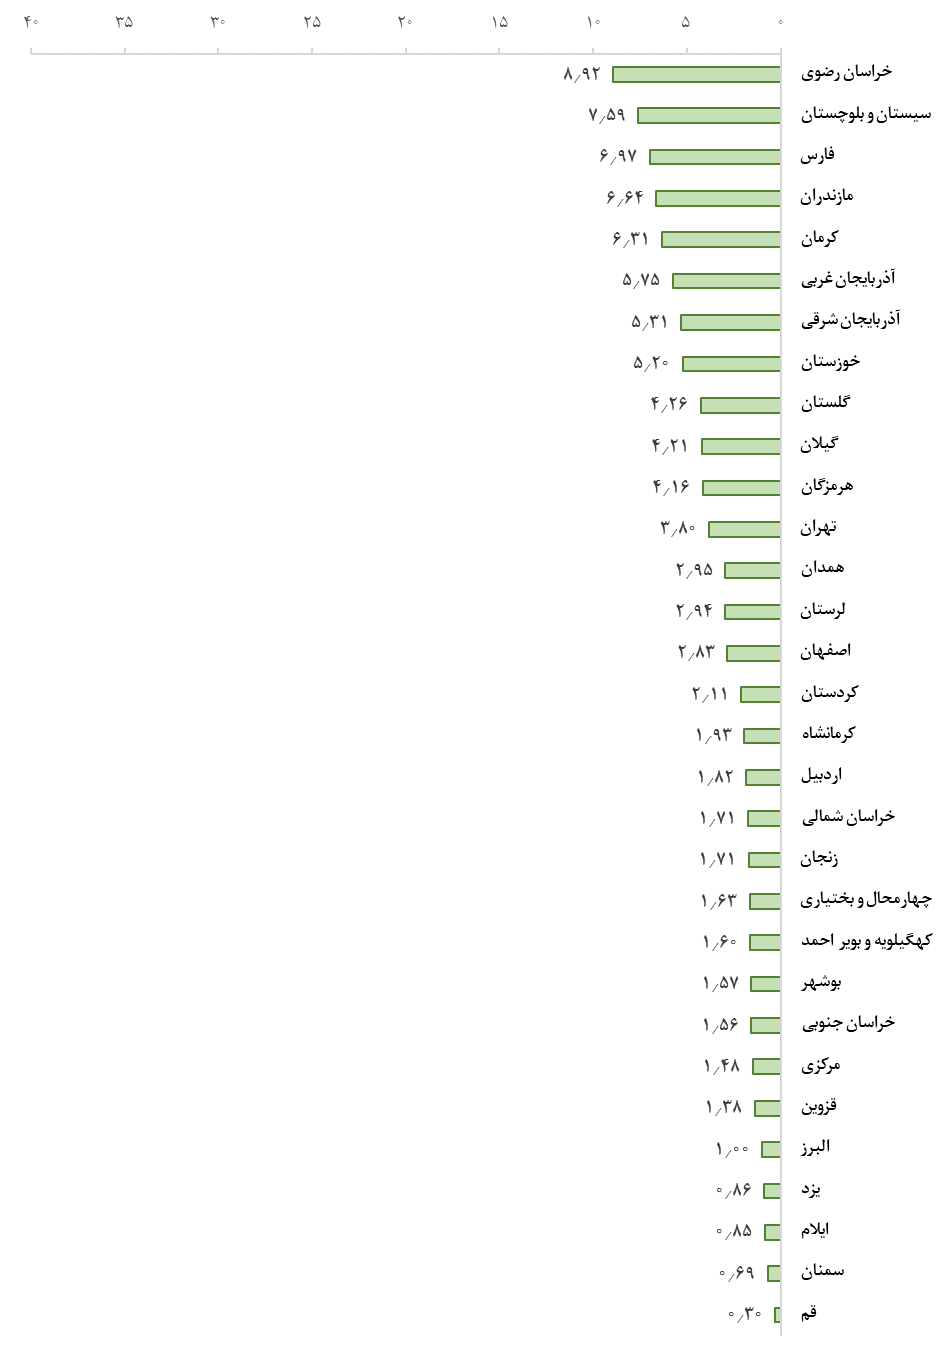 ۰ ۵ ۱۰ ۱۵ ۲۰ ۲۵ ۳۰ ۳۵ ۴۰
خراسان رضوی ۸٫۹۲
سیستان و بلوچستان ۷٫۵۹
فارس ۶٫۹۷
مازندران ۶٫۶۴
کرمان ۶٫۳۱
آذربایجان غربی ۵٫۷۵
آذربایجان شرقی ۵٫۳۱
خوزستان ۵٫۲۰
گلستان ۴٫۲۶
گیلان ۴٫۲۱
هرمزگان ۴٫۱۶
تهران ۳٫۸۰
همدان ۲٫۹۵
لرستان ۲٫۹۴
اصفهان ۲٫۸۳
کردستان ۲٫۱۱
کرمانشاه ۱٫۹۳
اردبیل ۱٫۸۲
خراسان شمالی ۱٫۷۱
زنجان ۱٫۷۱
چهارمحال و بختیاری ۱٫۶۳
کهگیلویه و بویر احمد ۱٫۶۰
بوشهر ۱٫۵۷
خراسان جنوبی ۱٫۵۶
مرکزی ۱٫۴۸
قزوین ۱٫۳۸
البرز ۱٫۰۰
یزد ۰٫۸۶
ایلام ۰٫۸۵
سمنان ۰٫۶۹
قم ۰٫۳۰